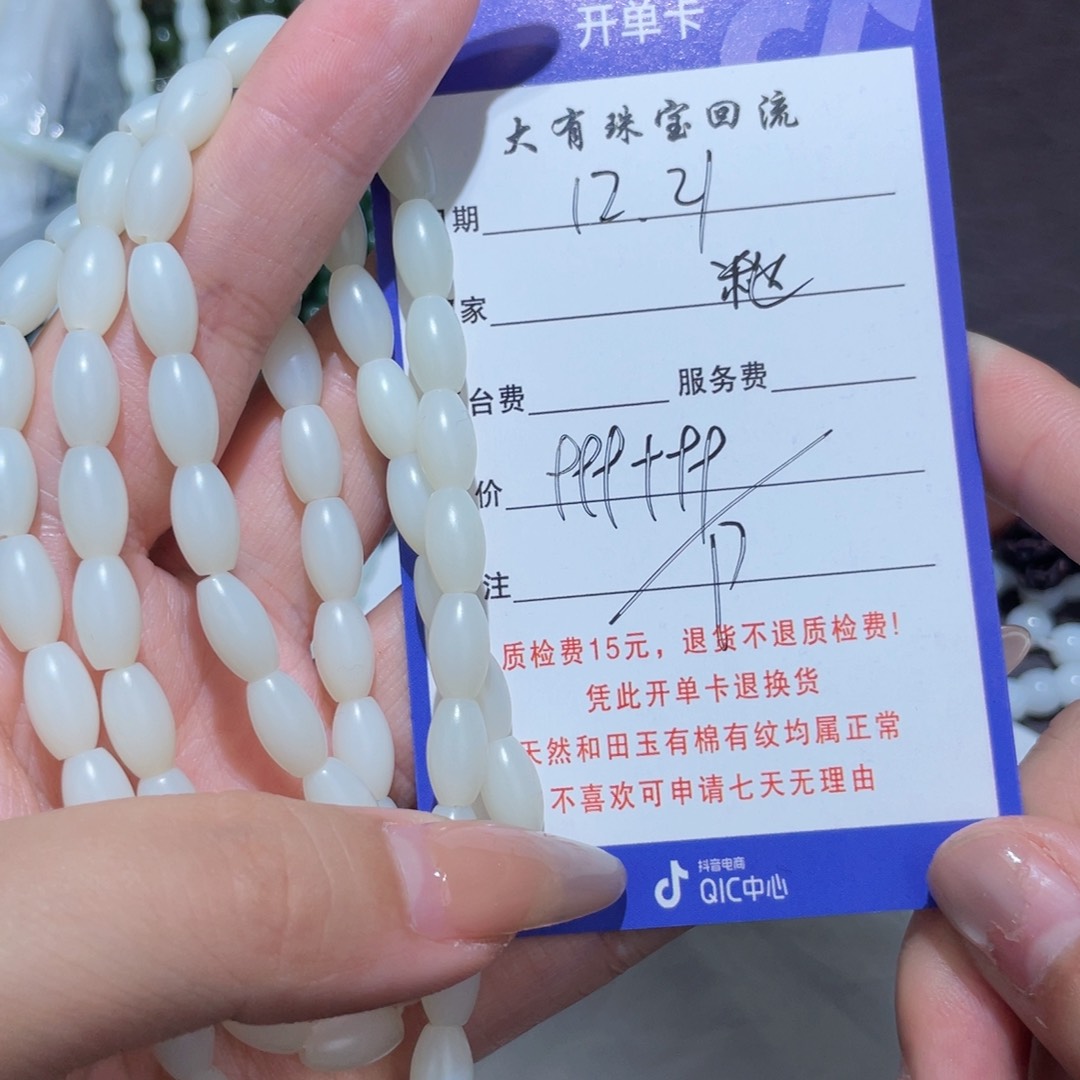 开单卡
大有珠宝回流
期 12.21
家
台费 服务费
价 999+99
注
质检费15元，退货不退质检费！
凭此开单卡退换货
天然和田玉有棉有纹均属正常
不喜欢可申请七天无理由
抖音电商
QIC中心